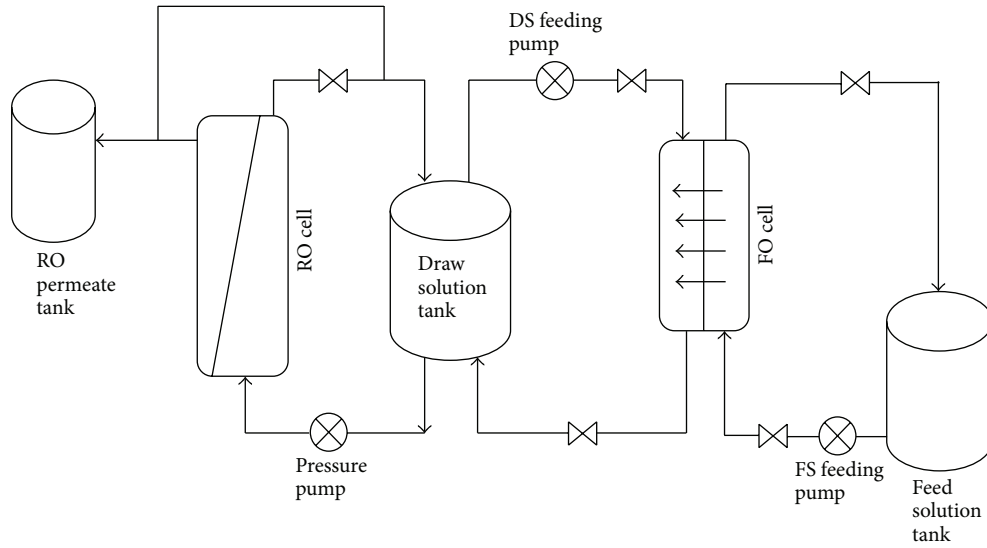 DS feeding
pump
RO cell
FO cell
RO
permeate
tank
Draw
solution
tank
Pressure
pump
FS feeding
pump
Feed
solution
tank